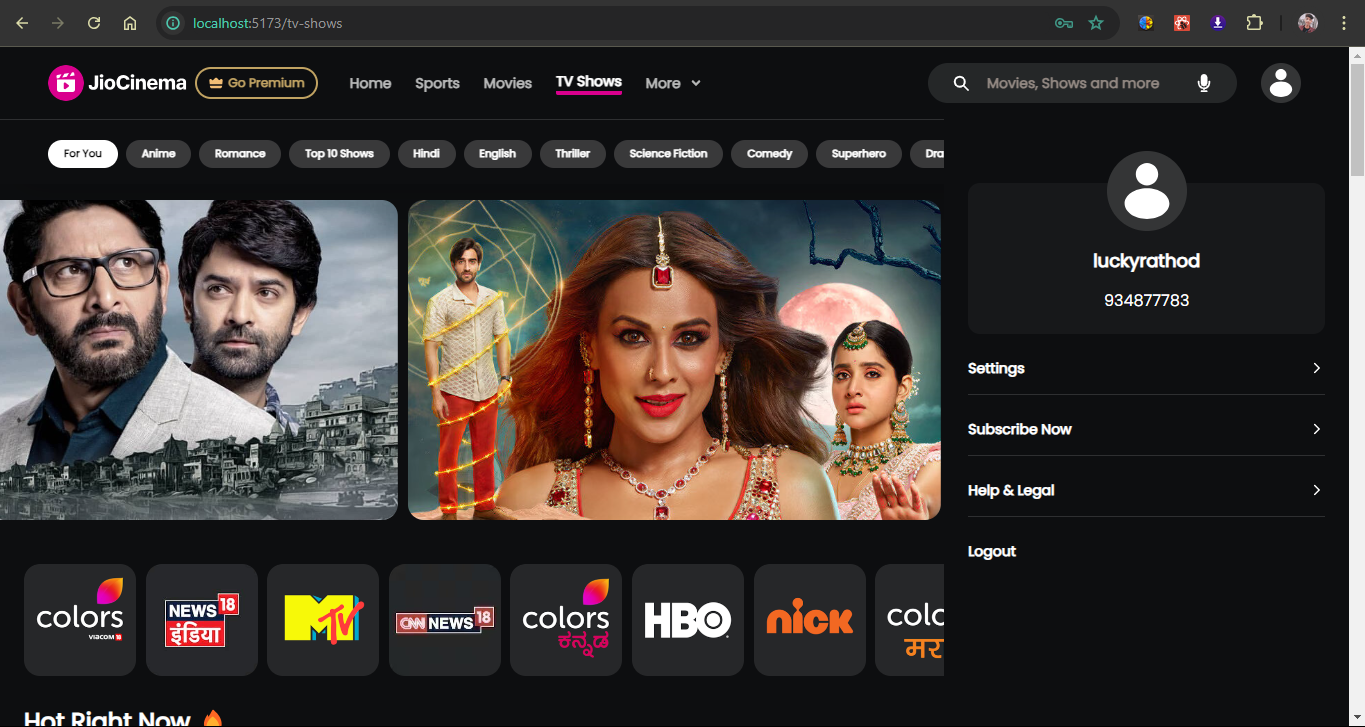 localhost:5173/tv-shows
JioCinema
Go Premium
Home
Sports
Movies
TV Shows
More
Movies, Shows and more
For You
Anime
Romance
Top 10 Shows
Hindi
English
Thriller
Science Fiction
Comedy
Superhero
Dra
luckyrathod
934877783
Settings
Subscribe Now
Help & Legal
Logout
colors
viacom18
NEWS 18
इंडिया
MTV
CNN NEWS 18
colors
ಕನ್ನಡ
HBO
nick
colo
मर
Hot Right Now